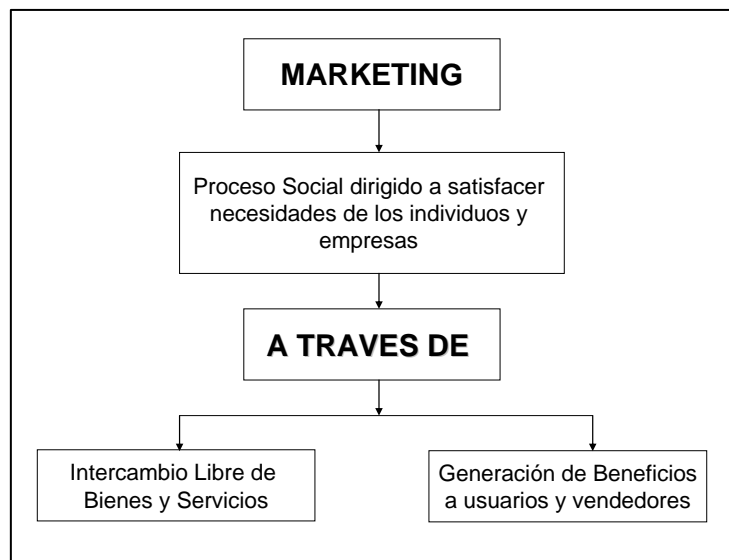 MARKETING
Proceso Social dirigido a satisfacer
necesidades de los individuos y
empresas
A TRAVES DE
Intercambio Libre de
Bienes y Servicios
Generación de Beneficios
a usuarios y vendedores